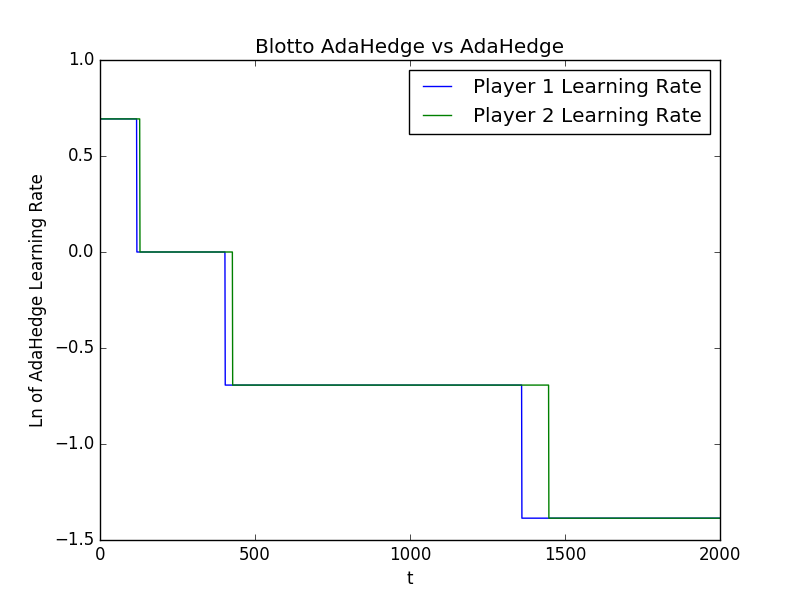 Blotto AdaHedge vs AdaHedge
Player 1 Learning Rate
Player 2 Learning Rate
Ln of AdaHedge Learning Rate
1.0
0.5
0.0
−0.5
−1.0
−1.5
0
500
1000
1500
2000
t